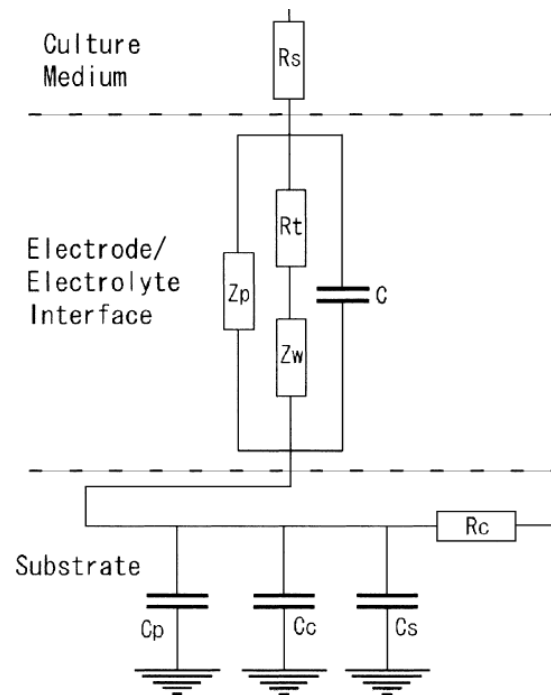 Culture
Medium
Rs
Electrode/
Electrolyte
Interface
Rt
Zp
C
Zw
Rc
Substrate
Cp
Cc
Cs